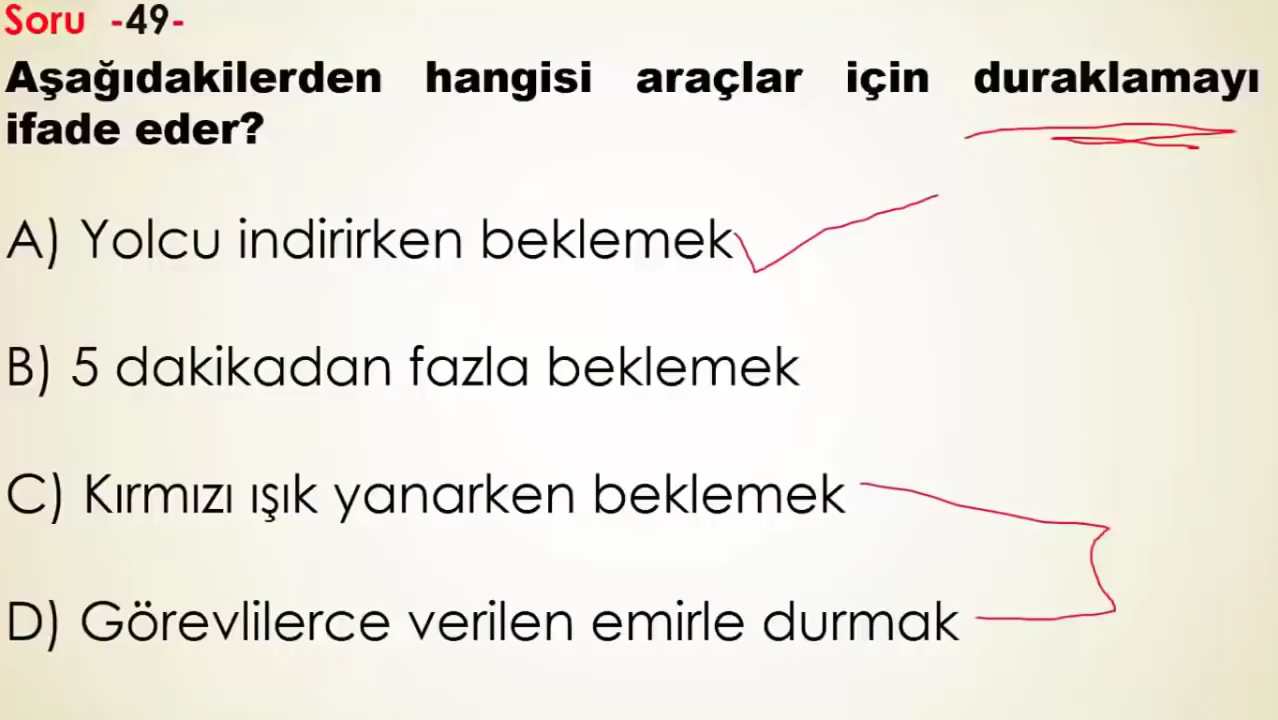 Soru -49-
Aşağıdakilerden hangisi araçlar için duraklamayı
ifade eder?
A) Yolcu indirirken beklemek
B) 5 dakikadan fazla beklemek
C) Kırmızı ışık yanarken beklemek
D) Görevlilerce verilen emirle durmak